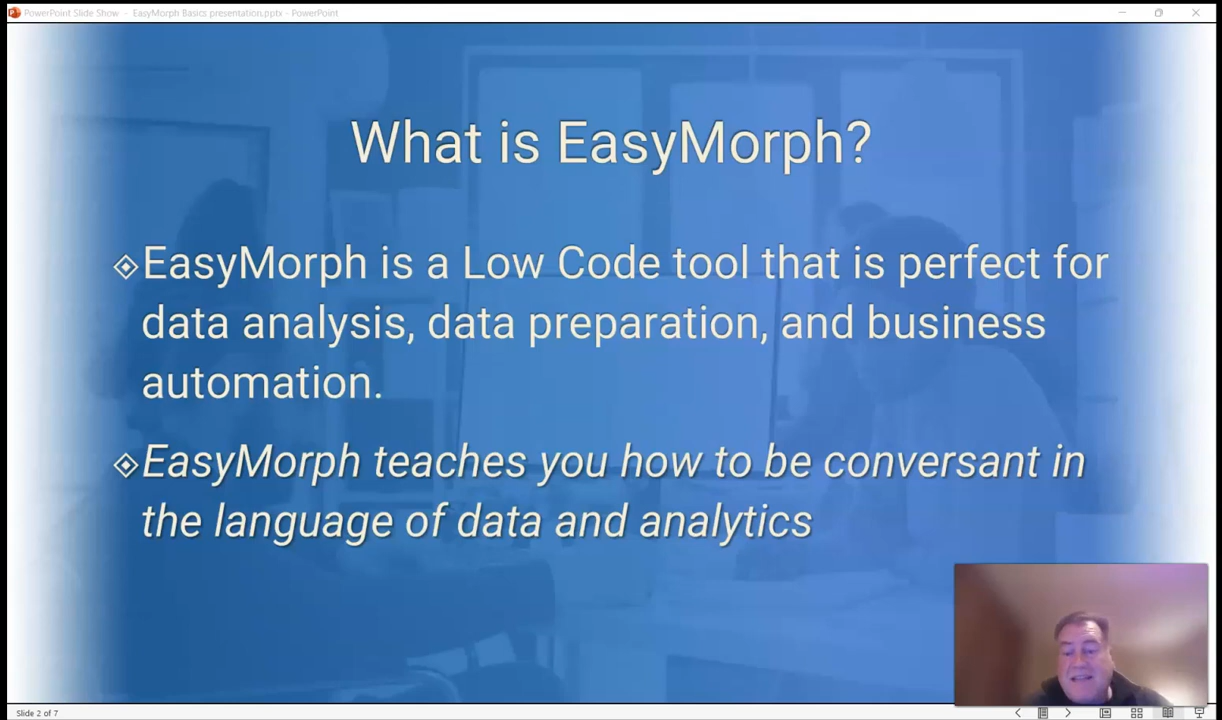 PowerPoint Slide Show - EasyMorph Basics presentation.pptx - PowerPoint
What is EasyMorph?
EasyMorph is a Low Code tool that is perfect for
data analysis, data preparation, and business
automation.
EasyMorph teaches you how to be conversant in
the language of data and analytics
Slide 2 of 7